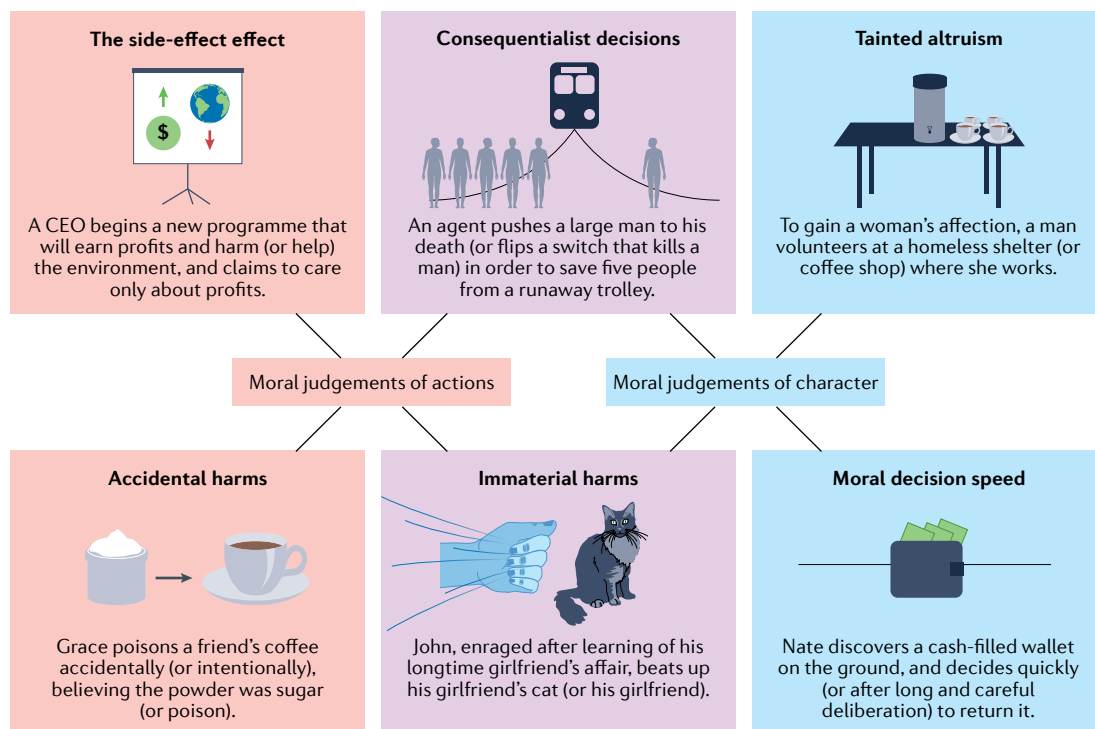 The side-effect effect
$
A CEO begins a new programme that
will earn profits and harm (or help)
the environment, and claims to care
only about profits.
Consequentialist decisions
An agent pushes a large man to his
death (or flips a switch that kills a
man) in order to save five people
from a runaway trolley.
Tainted altruism
To gain a woman's affection, a man
volunteers at a homeless shelter (or
coffee shop) where she works.
Moral judgements of actions
Moral judgements of character
Accidental harms
Grace poisons a friend's coffee
accidentally (or intentionally),
believing the powder was sugar
(or poison).
Immaterial harms
John, enraged after learning of his
longtime girlfriend's affair, beats up
his girlfriend's cat (or his girlfriend).
Moral decision speed
Nate discovers a cash-filled wallet
on the ground, and decides quickly
(or after long and careful
deliberation) to return it.